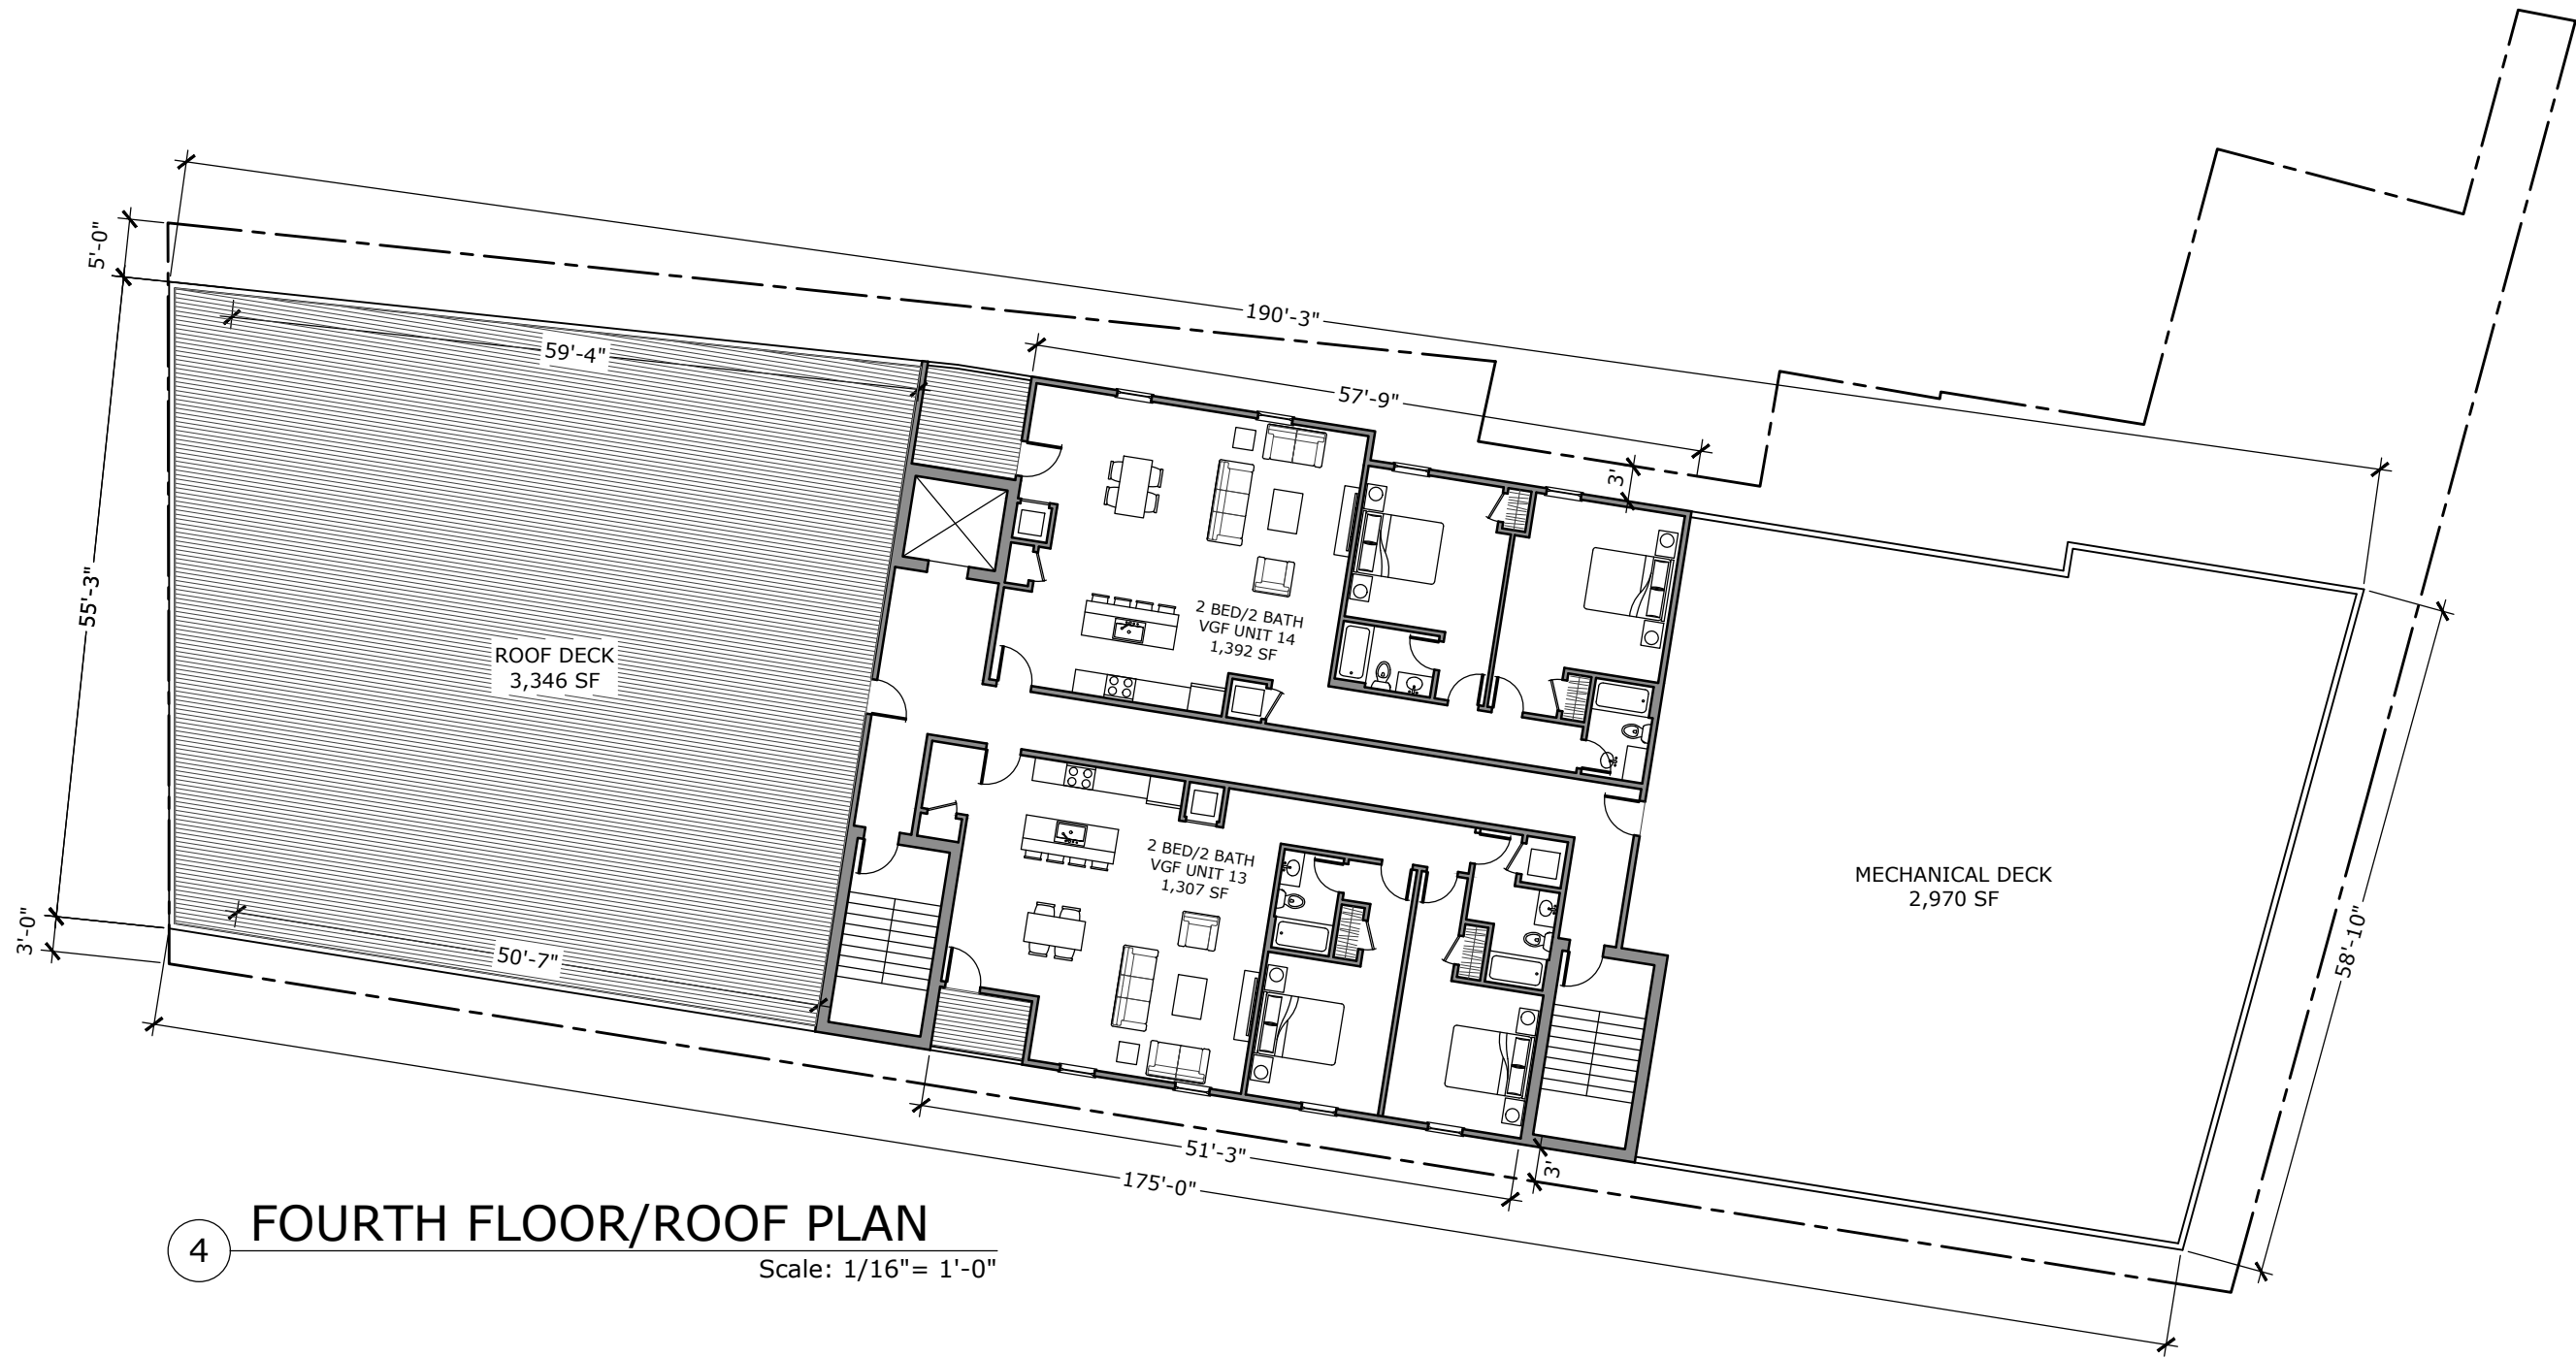 190'-3"
5'-0"
59'-4"
57'-9"
3'
55'-3"
2 BED/2 BATH
VGF UNIT 14
1,392 SF
ROOF DECK
3,346 SF
2 BED/2 BATH
VGF UNIT 13
1,307 SF
MECHANICAL DECK
2,970 SF
58'-10"
3'-0"
50'-7"
51'-3"
3'
175'-0"
4
FOURTH FLOOR/ROOF PLAN
Scale: 1/16"= 1'-0"